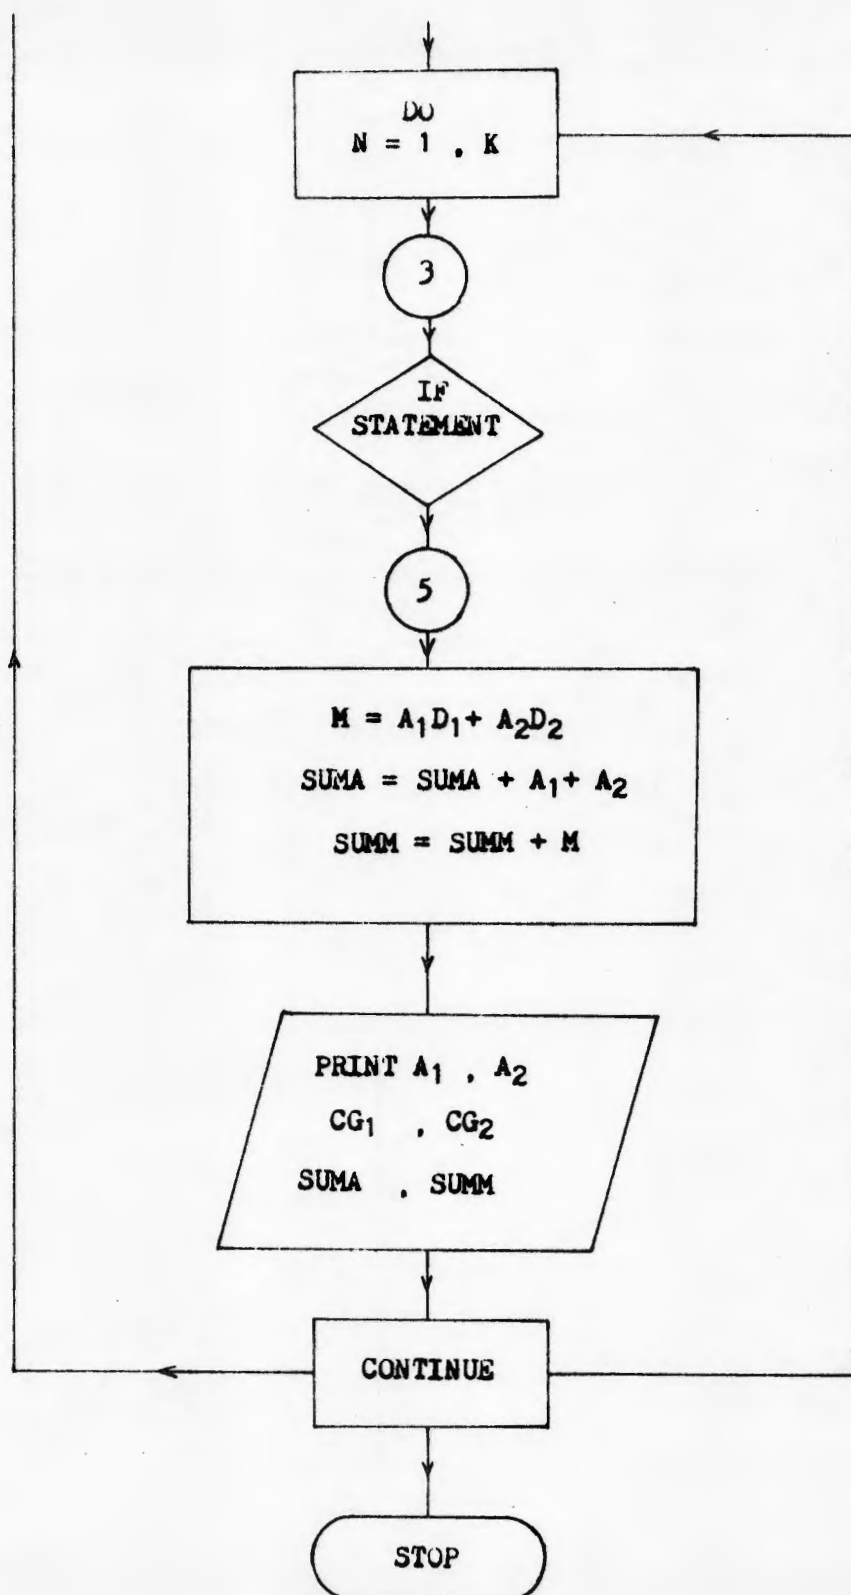 DO
N = 1 , K
3
IF
STATEMENT
5
M = A₁D₁+ A₂D₂
SUMA = SUMA + A₁+ A₂
SUMM = SUMM + M
PRINT A₁ , A₂
CG₁ , CG₂
SUMA , SUMM
CONTINUE
STOP